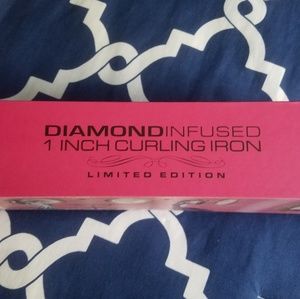 DIAMONDINFUSED
1 INCH CURLING IRON
LIMITED EDITION